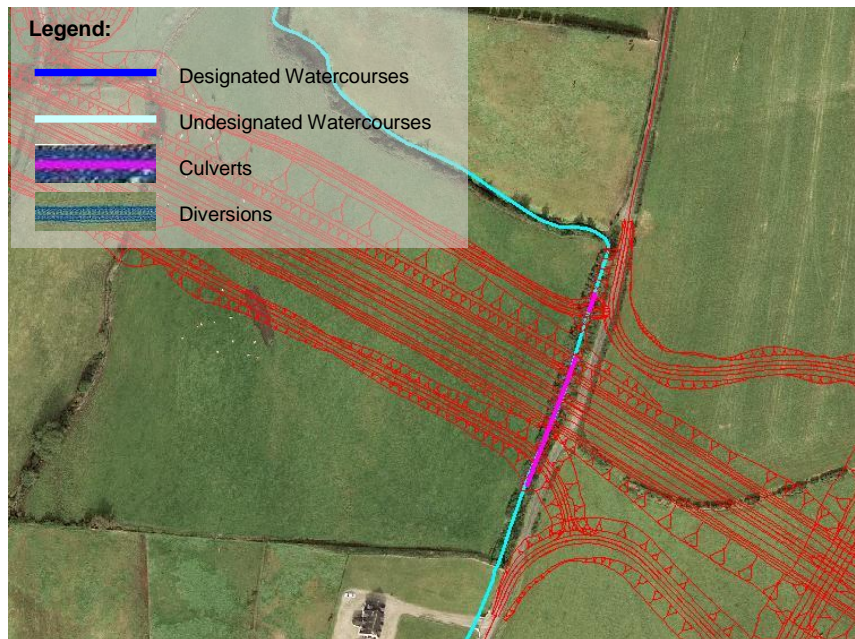 Legend:
Designated Watercourses
Undesignated Watercourses
Culverts
Diversions